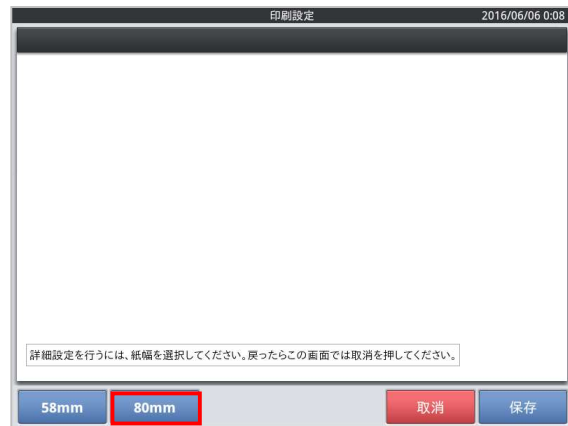 印刷設定 2016/06/06 0:08
詳細設定を行うには、紙幅を選択してください。戻ったらこの画面では取消を押してください。
58mm 80mm 取消 保存